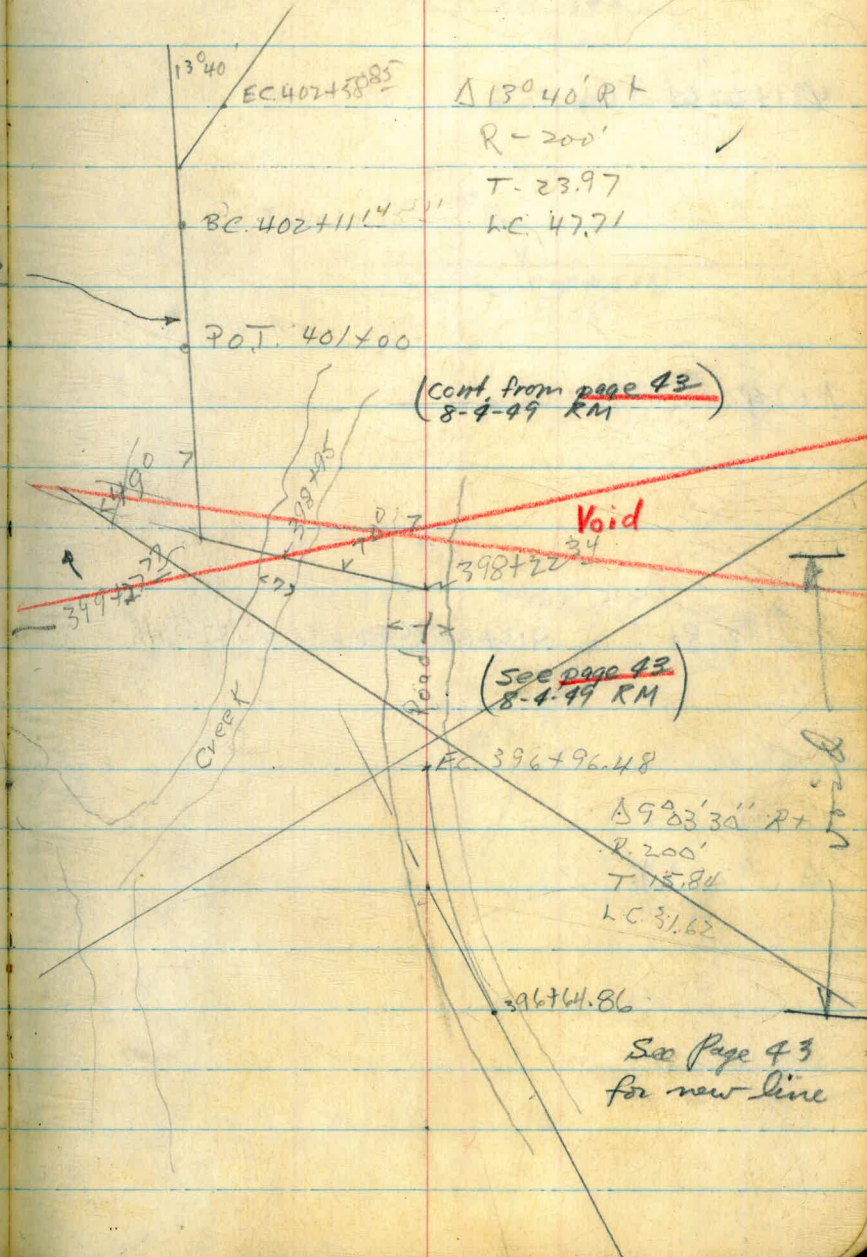 13°40'
EC. 402+58.85
Δ 13°40' Rt
R - 200'
T - 23.97
L.C. 47.71
BC. 402+11.14
P.O.T. 401+00
(cont. from page 43
8-4-49 RM)
398+95
Void
398+22.34
Road
(See page 43
8-4-49 RM)
Creek
EC. 396+96.48
Δ 9°03'30" Rt
R. 200'
T 15.84
L.C. 31.62
396+64.86
See Page 43
for new line